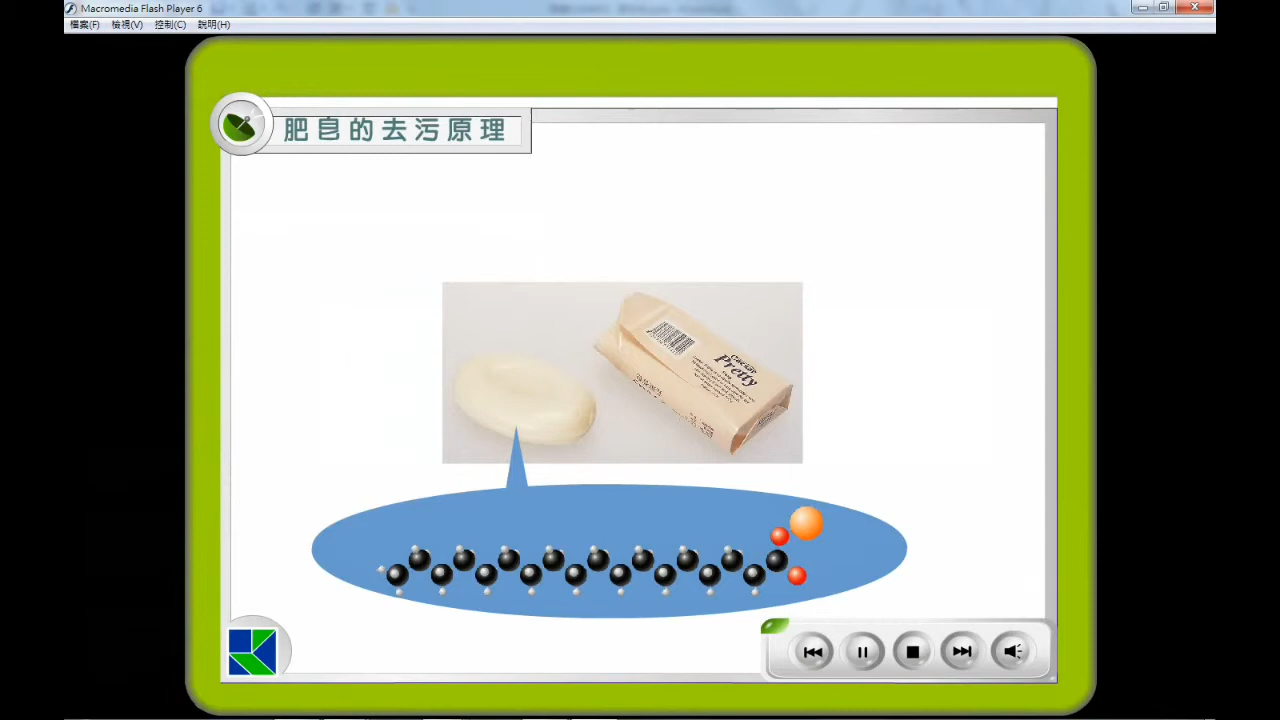 Macromedia Flash Player 6
檔案(F) 檢視(V) 控制(C) 說明(H)
肥皂的去污原理
Pretty